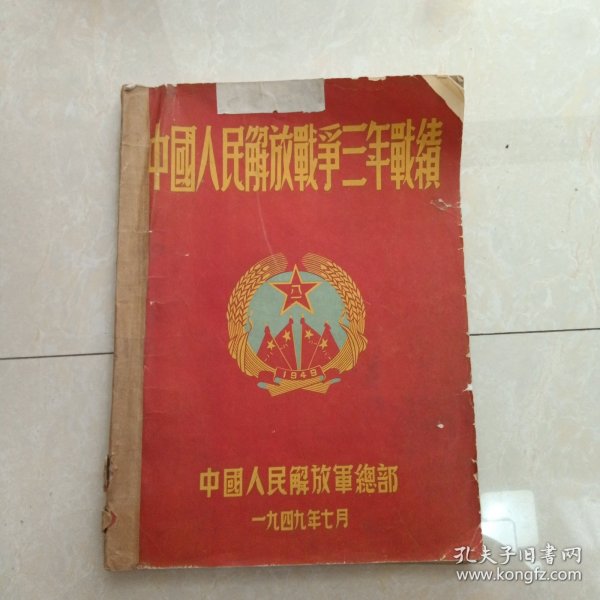 中國人民解放戰爭三年戰績
八一
1949
中國人民解放軍總部
一九四九年七月
孔夫子旧书网
www.kongfz.com